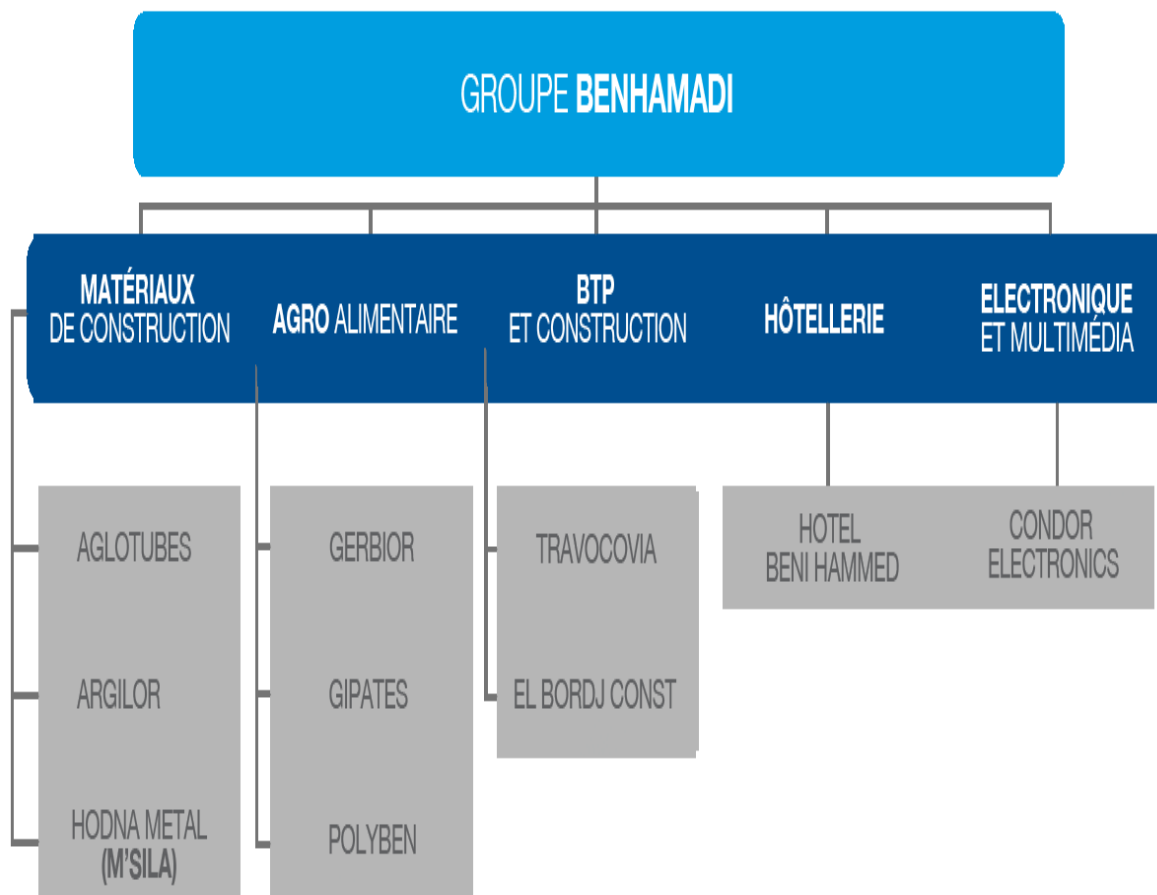 GROUPE BENHAMADI
MATÉRIAUX
DE CONSTRUCTION
AGRO ALIMENTAIRE
BTP
ET CONSTRUCTION
HÔTELLERIE
ELECTRONIQUE
ET MULTIMÉDIA
AGLOTUBES
ARGILOR
HODNA METAL
(M'SILA)
GERBIOR
GIPATES
POLYBEN
TRAVOCOVIA
EL BORDJ CONST
HOTEL
BENI HAMMED
CONDOR
ELECTRONICS